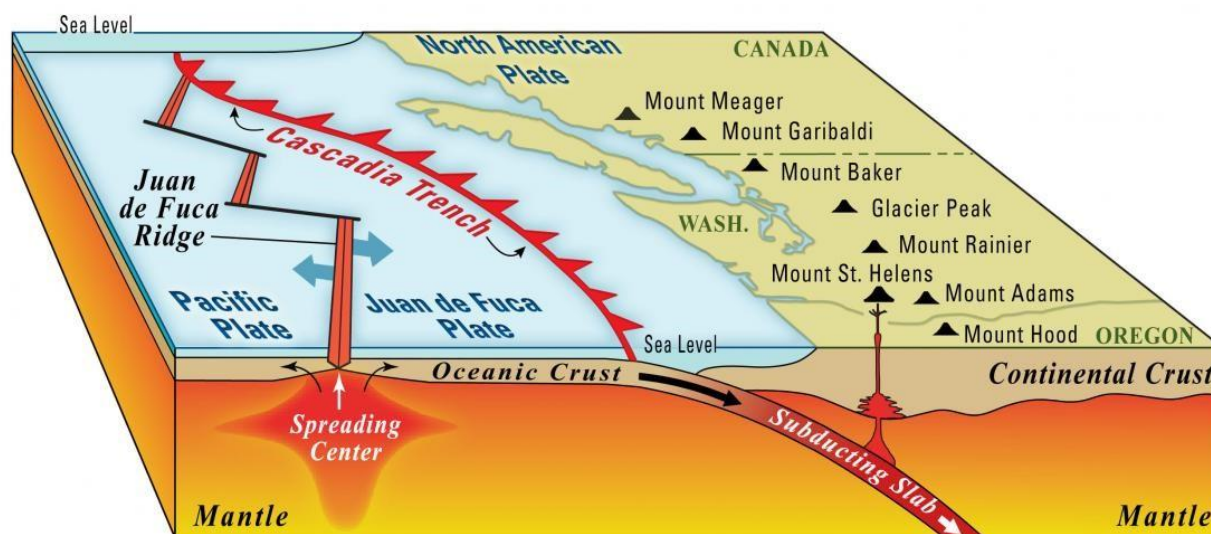 Sea Level
North American
Plate
CANADA
Mount Meager
Mount Garibaldi
Mount Baker
Cascadia Trench
Juan
de Fuca
Ridge
Glacier Peak
WASH.
Mount Rainier
Mount St. Helens
Mount Adams
Pacific
Plate
Juan de Fuca
Plate
Mount Hood
OREGON
Sea Level
Oceanic Crust
Continental Crust
Spreading
Center
Subducting Slab
Mantle
Mantle